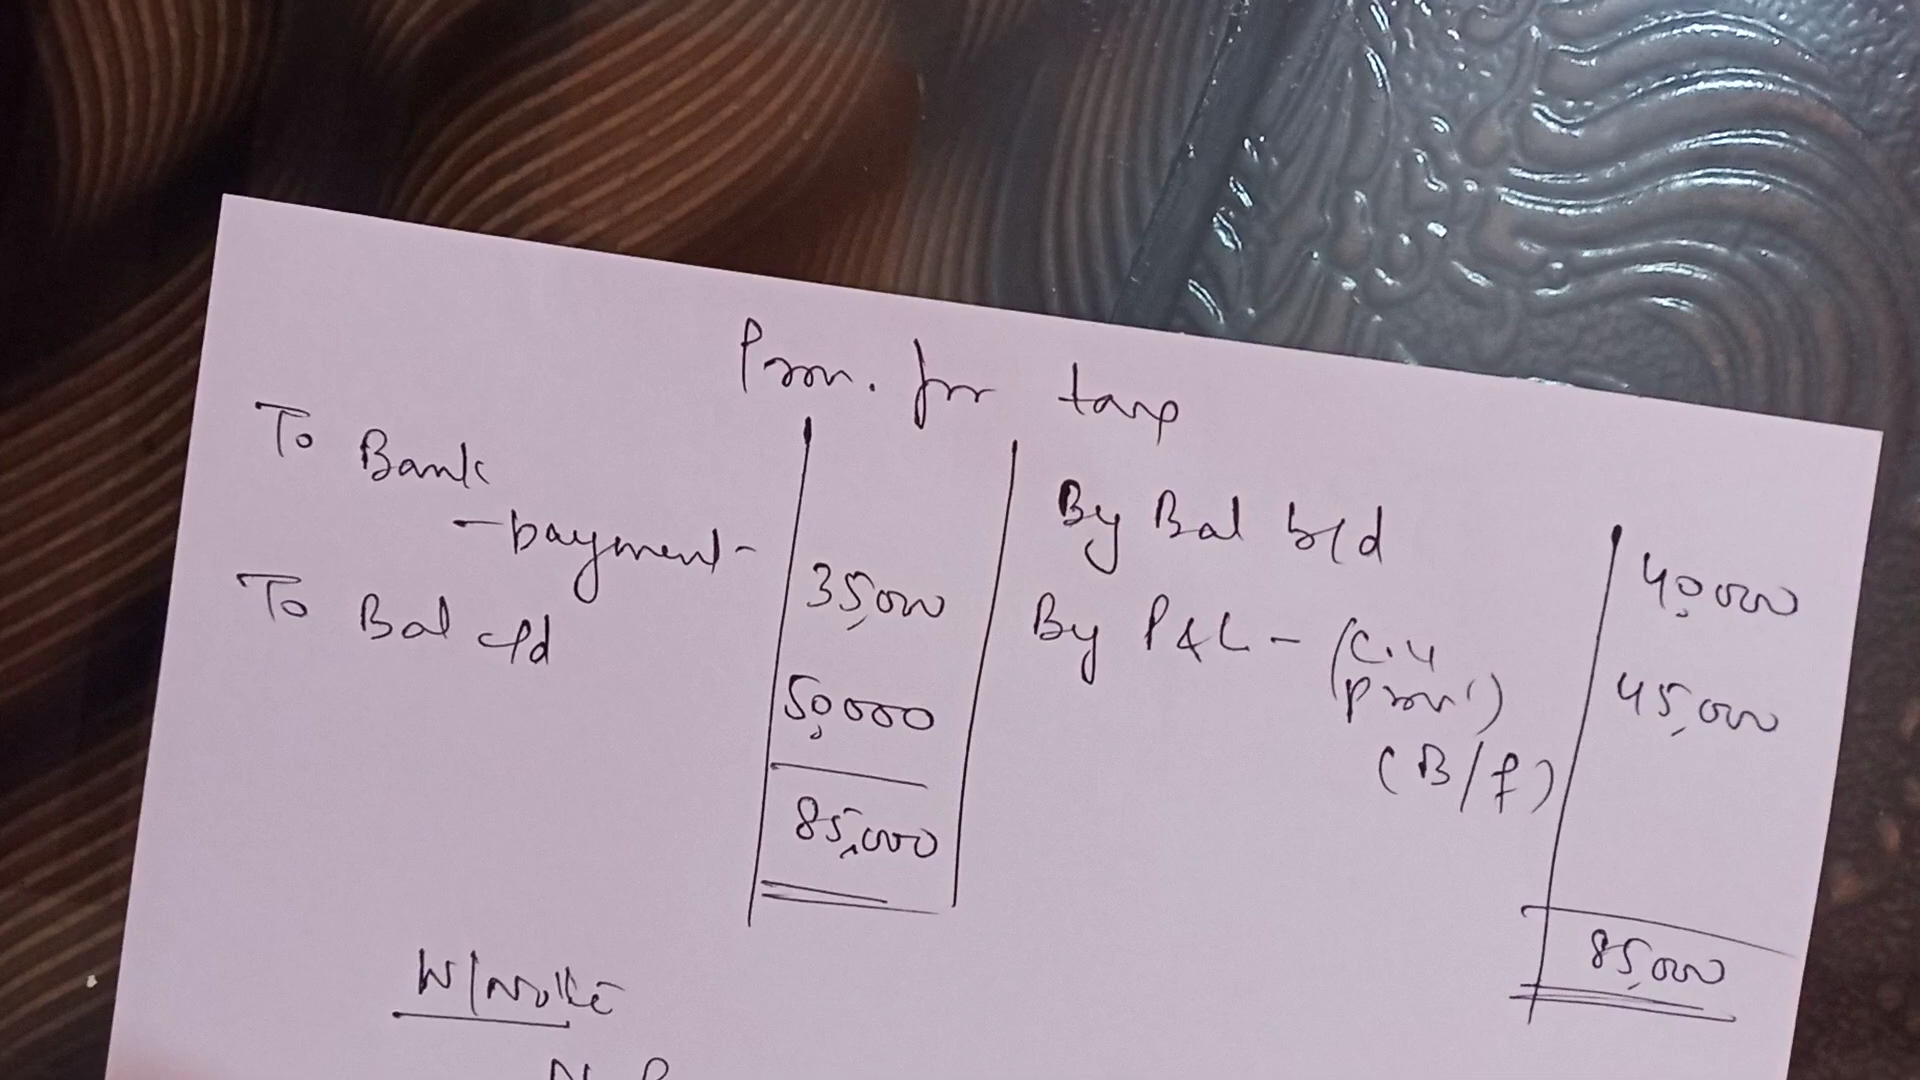 Prov. for tax
To Bank
- payment -
35,000
To Bal c/d
50,000
85,000
By Bal b/d
40,000
By P&L - (C.Y
Prov")
45,000
(B/f)
85,000
W/Note